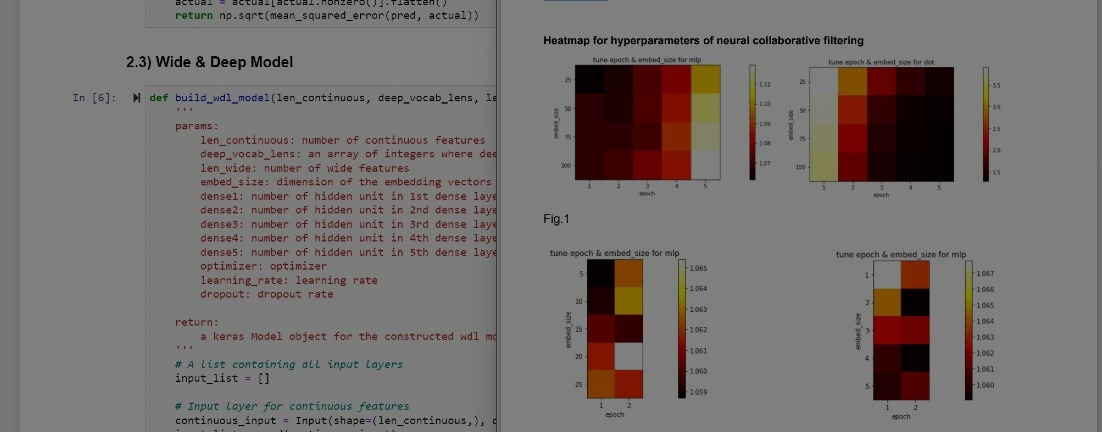 actual = actual[actual.nonzero()].flatten()
return np.sqrt(mean_squared_error(pred, actual))
2.3) Wide & Deep Model
In [6]:
def build_wdl_model(len_continuous, deep_vocab_lens, le
'''
params:
len_continuous: number of continuous features
deep_vocab_lens: an array of integers where dee
len_wide: number of wide features
embed_size: dimension of the embedding vectors
dense1: number of hidden unit in 1st dense laye
dense2: number of hidden unit in 2nd dense laye
dense3: number of hidden unit in 3rd dense laye
dense4: number of hidden unit in 4th dense laye
dense5: number of hidden unit in 5th dense laye
optimizer: optimizer
learning_rate: learning rate
dropout: dropout rate
return:
a keras Model object for the constructed wdl mo
'''
# A list containing all input layers
input_list = []
# Input layer for continuous features
continuous_input = Input(shape=(len_continuous,), d
Heatmap for hyperparameters of neural collaborative filtering
tune epoch & embed_size for mlp
25
50
75
100
embed_size
1 2 3 4 5
epoch
1.11
1.10
1.09
1.08
1.07
tune epoch & embed_size for dot
25
50
75
100
embed_size
1 2 3 4 5
epoch
3.5
3.0
2.5
2.0
1.5
Fig.1
tune epoch & embed_size for mlp
5
10
15
20
25
embed_size
1 2
epoch
1.065
1.064
1.063
1.062
1.061
1.060
1.059
tune epoch & embed_size for mlp
1
2
3
4
5
embed_size
1 2
epoch
1.067
1.066
1.065
1.064
1.063
1.062
1.061
1.060